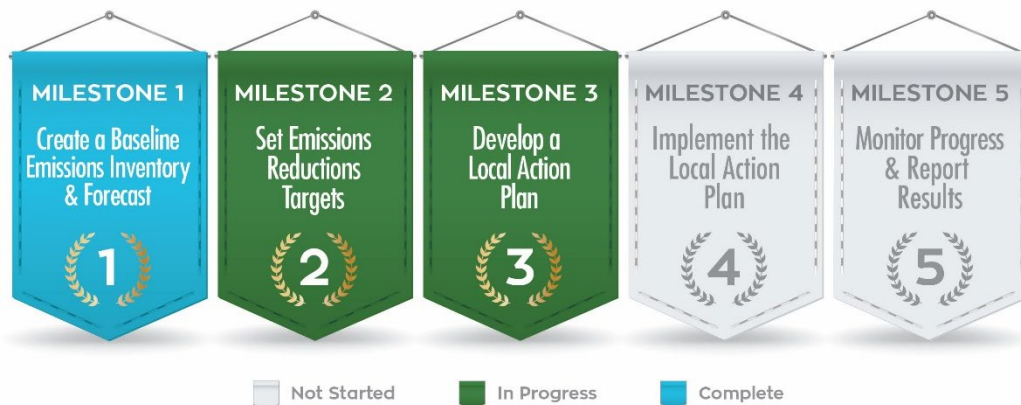 MILESTONE 1
Create a Baseline
Emissions Inventory
& Forecast
1
MILESTONE 2
Set Emissions
Reductions
Targets
2
MILESTONE 3
Develop a
Local Action
Plan
3
MILESTONE 4
Implement the
Local Action
Plan
4
MILESTONE 5
Monitor Progress
& Report
Results
5
Not Started
In Progress
Complete